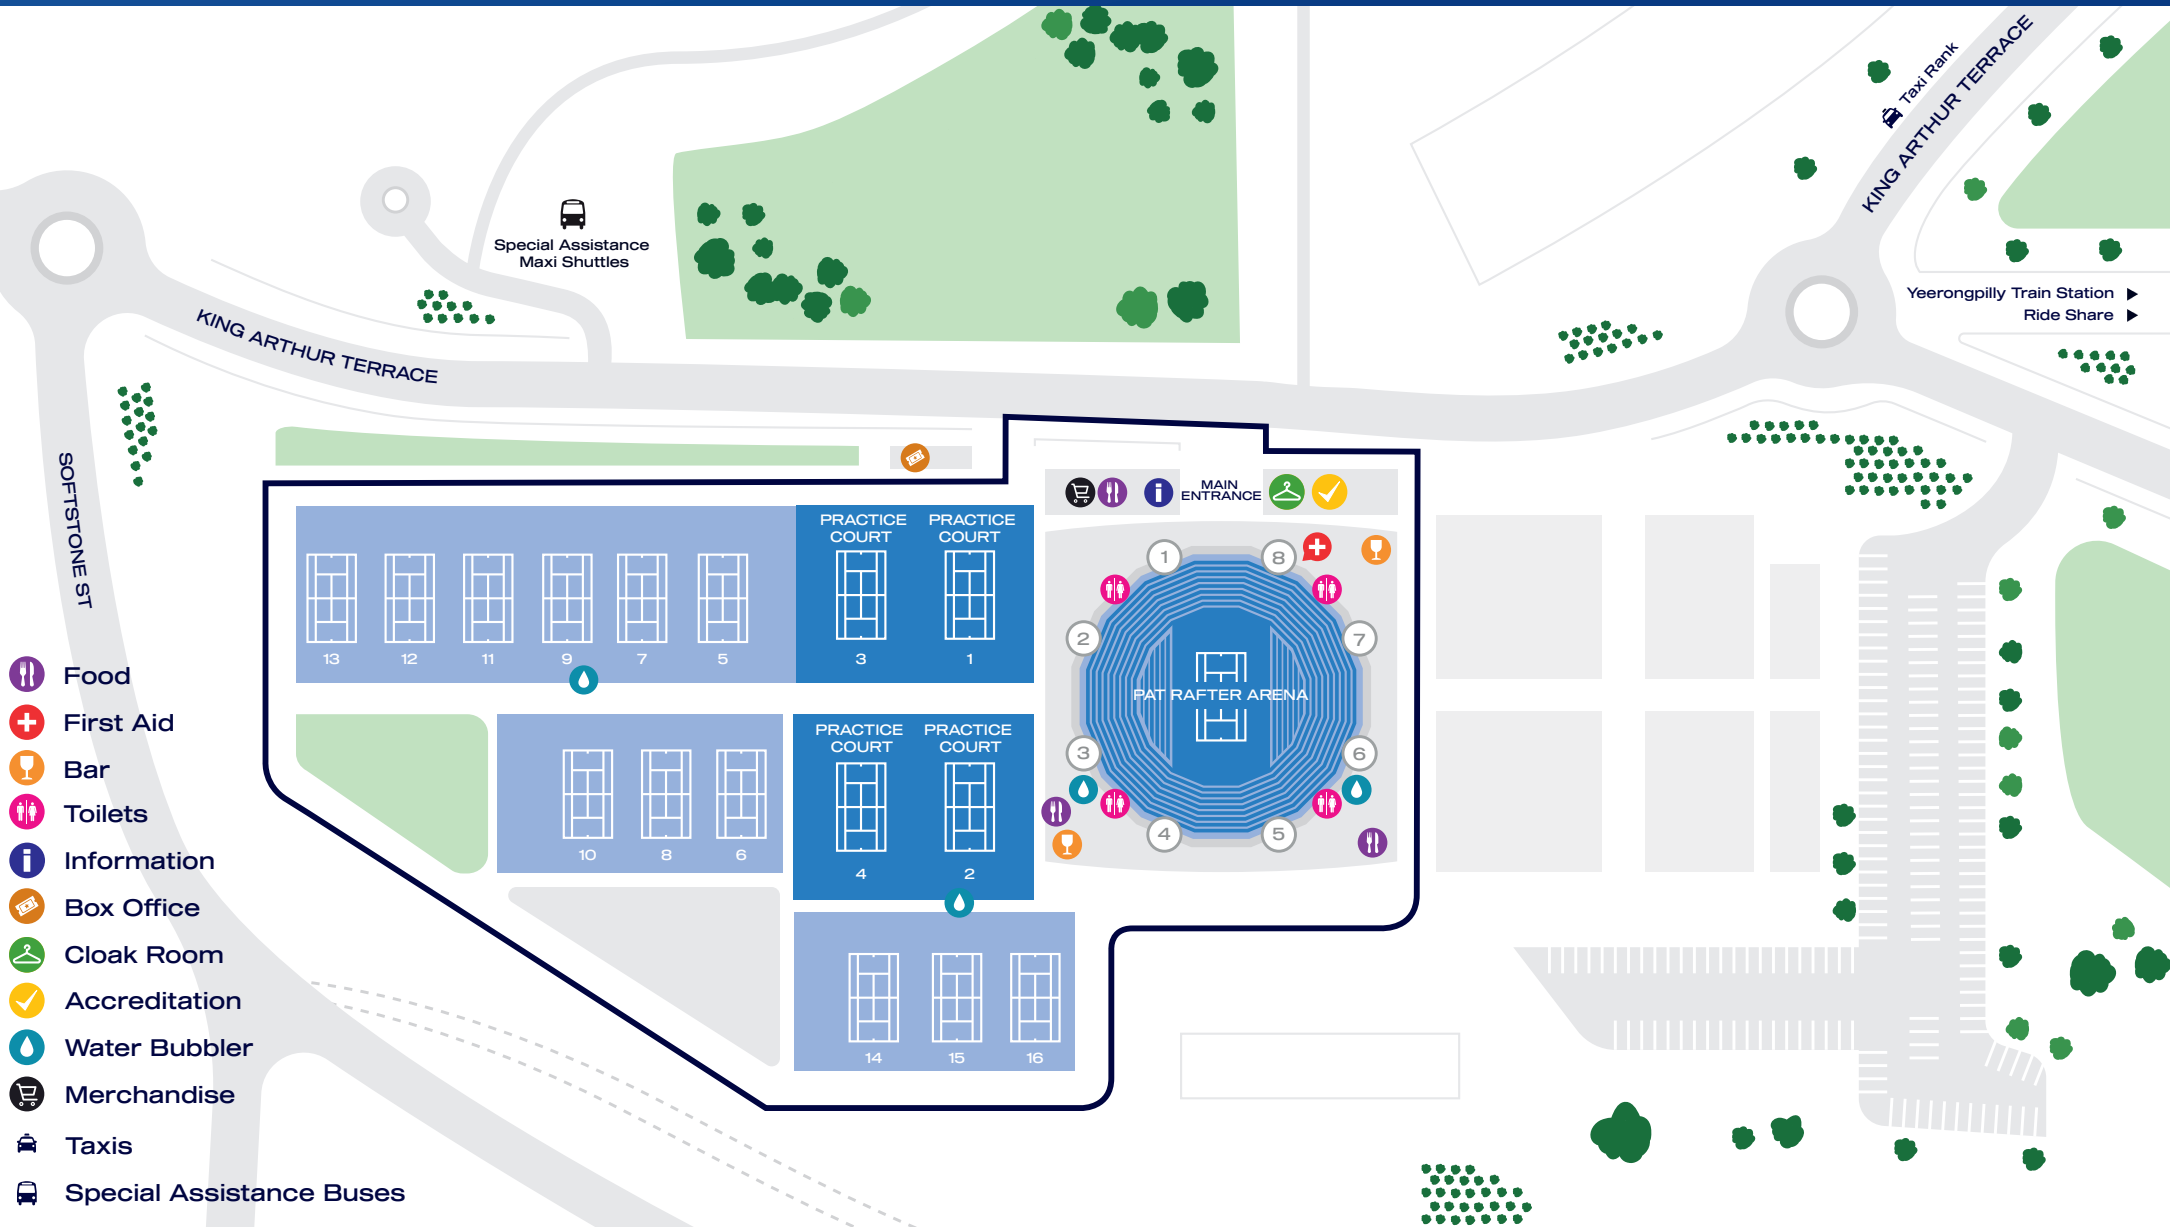 Taxi Rank
KING ARTHUR TERRACE
Special Assistance
Maxi Shuttles
Yeerongpilly Train Station
Ride Share
KING ARTHUR TERRACE
SOFTSTONE ST
MAIN
ENTRANCE
PRACTICE
COURT
PRACTICE
COURT
13
12
11
9
7
5
3
1
1
8
2
7
PAT RAFTER ARENA
3
6
4
5
PRACTICE
COURT
PRACTICE
COURT
10
8
6
4
2
14
15
16
Food
First Aid
Bar
Toilets
Information
Box Office
Cloak Room
Accreditation
Water Bubbler
Merchandise
Taxis
Special Assistance Buses